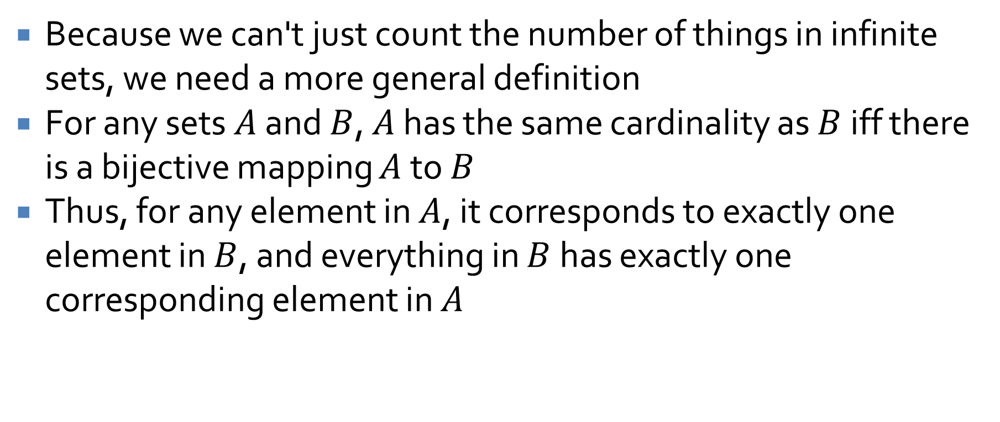 Because we can't just count the number of things in infinite
sets, we need a more general definition
For any sets A and B, A has the same cardinality as B iff there
is a bijective mapping A to B
Thus, for any element in A, it corresponds to exactly one
element in B, and everything in B has exactly one
corresponding element in A